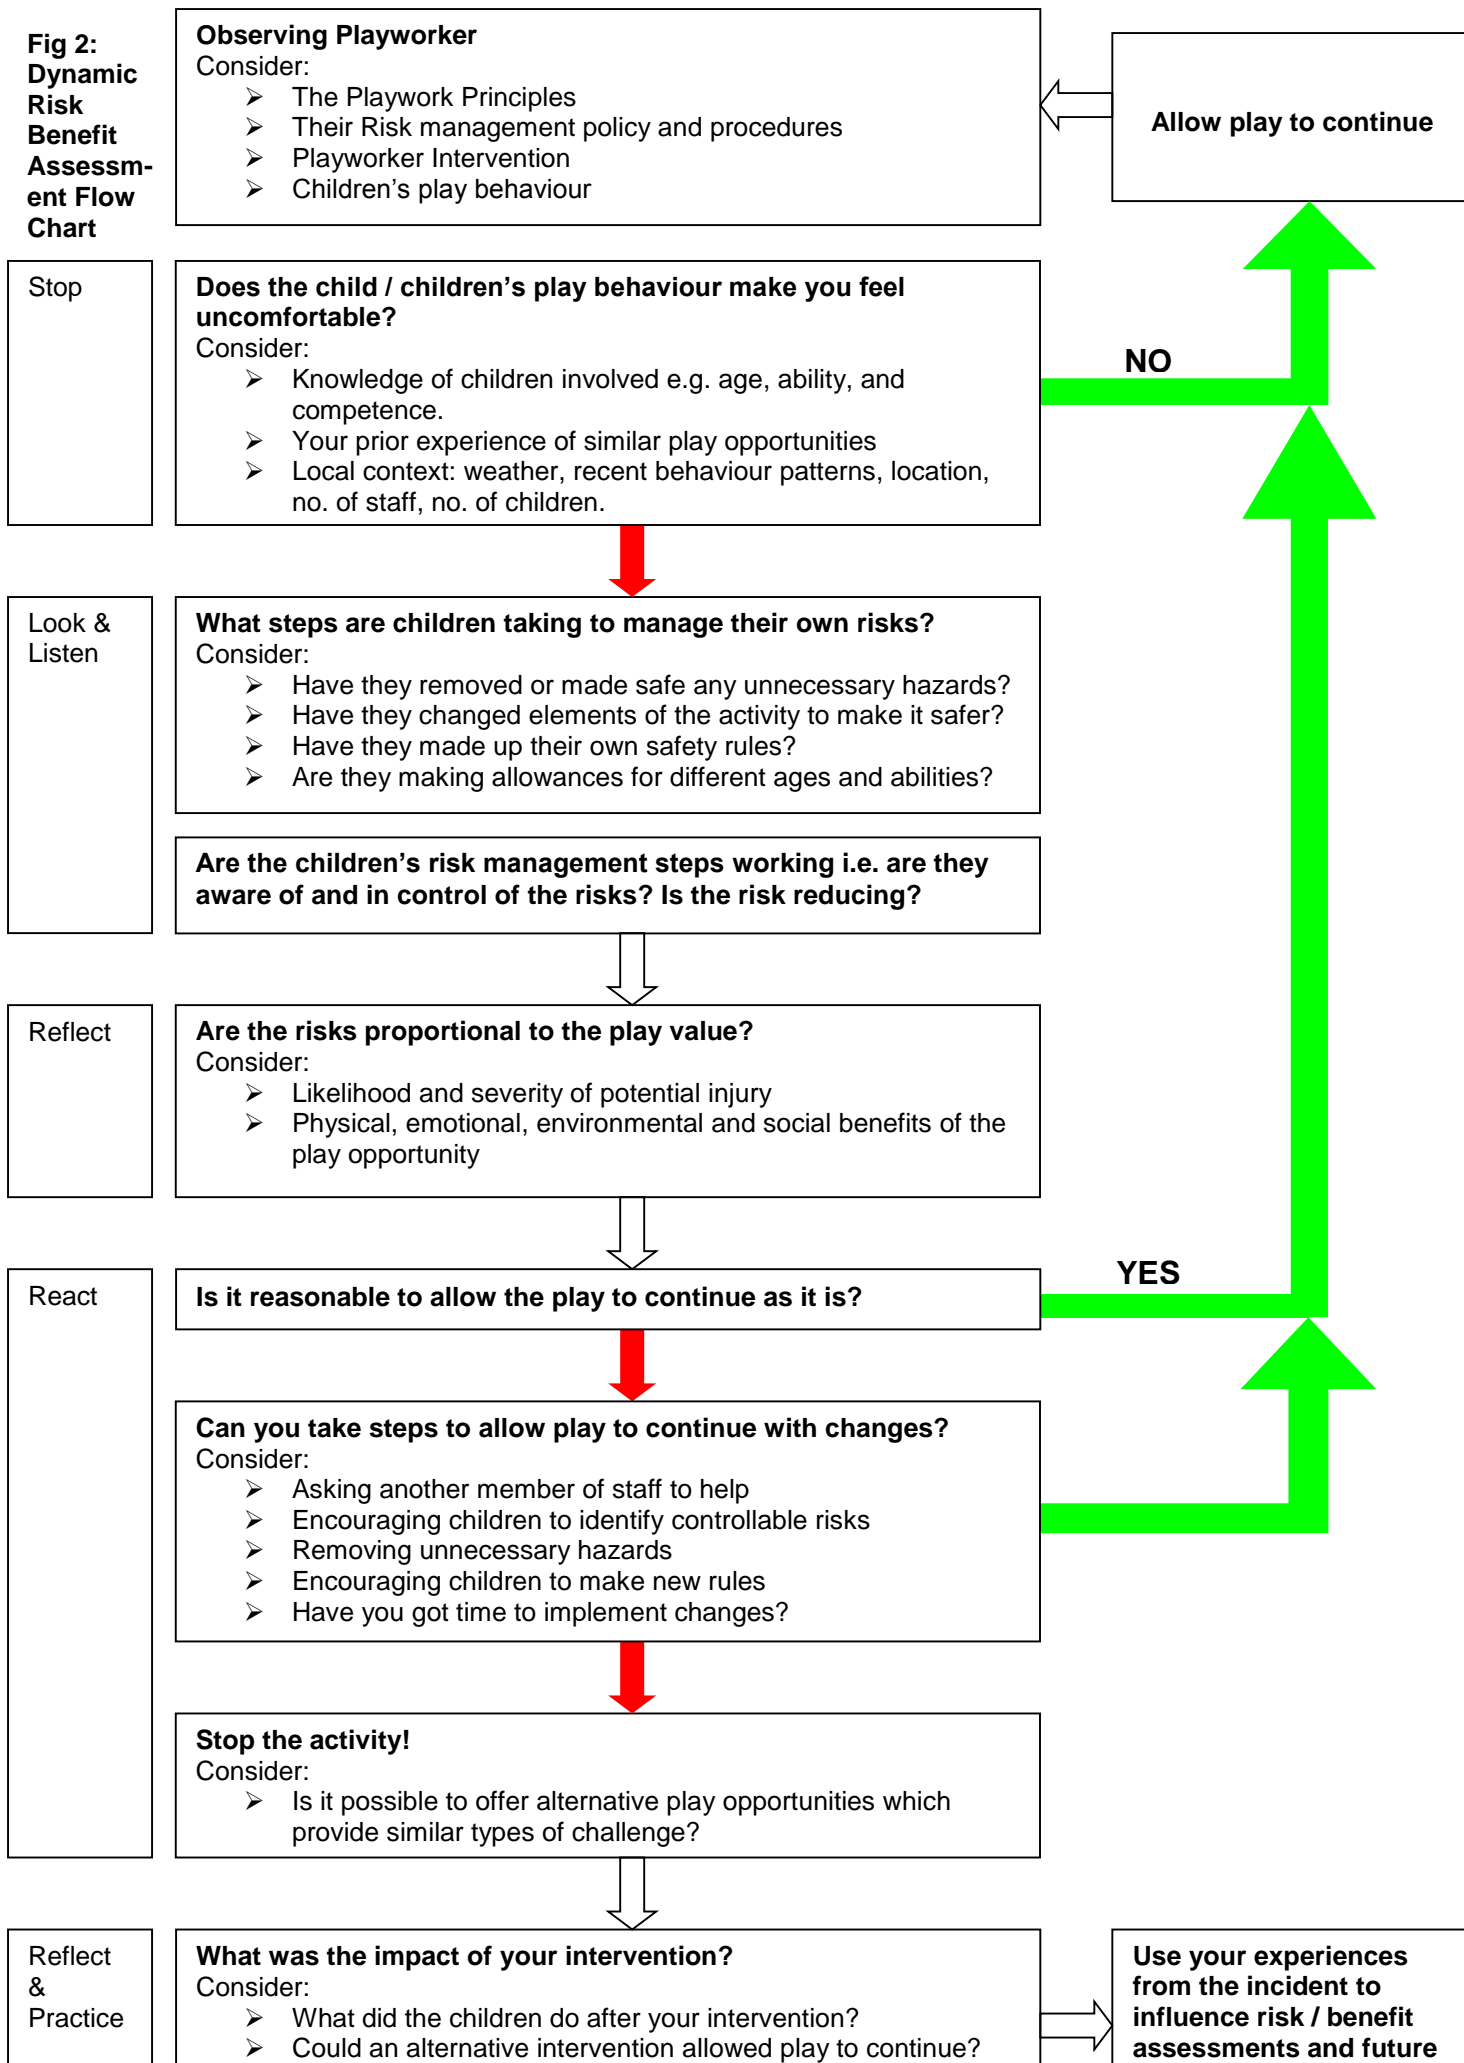 Fig 2:
Dynamic
Risk
Benefit
Assessm-
ent Flow
Chart
Observing Playworker
Consider:
➢ The Playwork Principles
➢ Their Risk management policy and procedures
➢ Playworker Intervention
➢ Children’s play behaviour
Allow play to continue
Stop
Does the child / children’s play behaviour make you feel
uncomfortable?
Consider:
➢ Knowledge of children involved e.g. age, ability, and
competence.
➢ Your prior experience of similar play opportunities
➢ Local context: weather, recent behaviour patterns, location,
no. of staff, no. of children.
NO
Look &
Listen
What steps are children taking to manage their own risks?
Consider:
➢ Have they removed or made safe any unnecessary hazards?
➢ Have they changed elements of the activity to make it safer?
➢ Have they made up their own safety rules?
➢ Are they making allowances for different ages and abilities?
Are the children’s risk management steps working i.e. are they
aware of and in control of the risks? Is the risk reducing?
Reflect
Are the risks proportional to the play value?
Consider:
➢ Likelihood and severity of potential injury
➢ Physical, emotional, environmental and social benefits of the
play opportunity
React
Is it reasonable to allow the play to continue as it is?
YES
Can you take steps to allow play to continue with changes?
Consider:
➢ Asking another member of staff to help
➢ Encouraging children to identify controllable risks
➢ Removing unnecessary hazards
➢ Encouraging children to make new rules
➢ Have you got time to implement changes?
Stop the activity!
Consider:
➢ Is it possible to offer alternative play opportunities which
provide similar types of challenge?
Reflect
&
Practice
What was the impact of your intervention?
Consider:
➢ What did the children do after your intervention?
➢ Could an alternative intervention allowed play to continue?
Use your experiences
from the incident to
influence risk / benefit
assessments and future